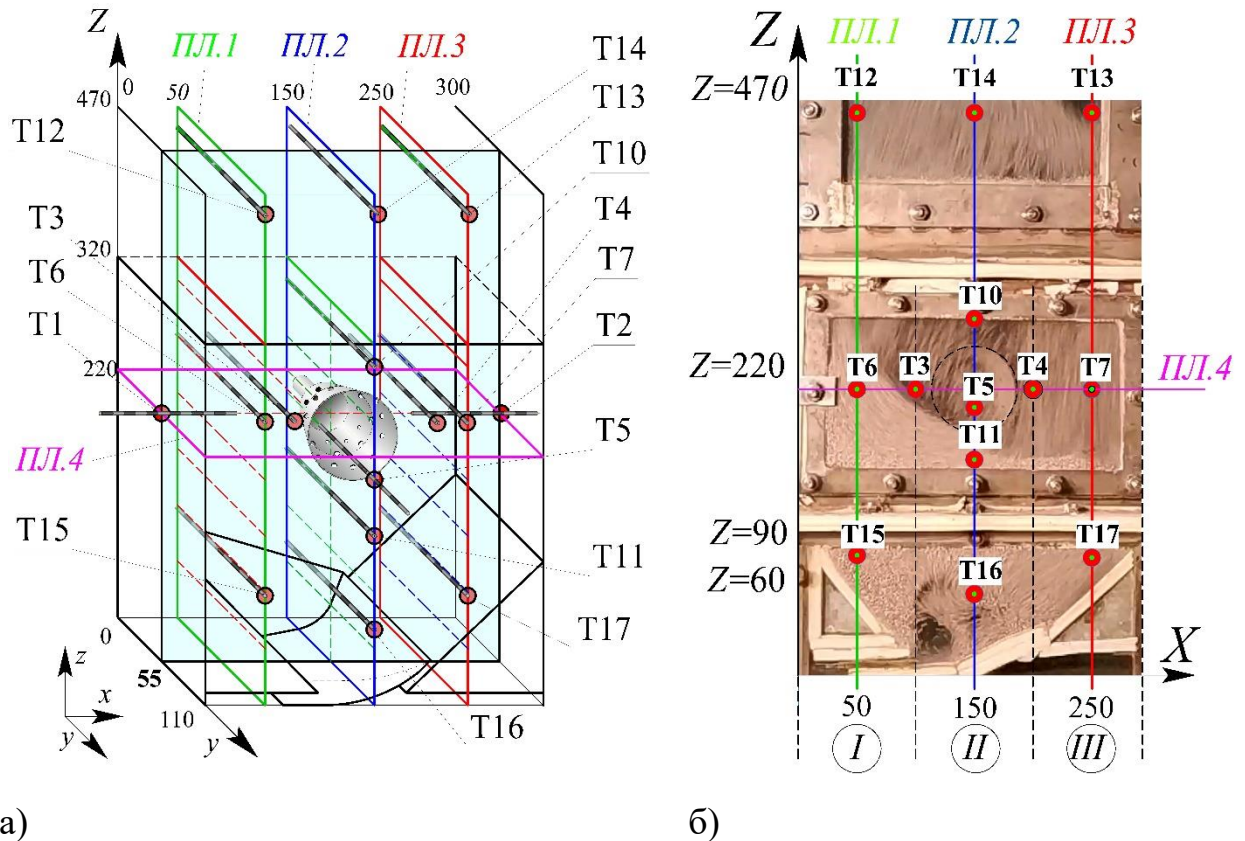 Z
ПЛ.1 ПЛ.2 ПЛ.3
T14
T13
T12
T10
T3
T4
T6
T7
T1
T2
T5
ПЛ.4
T15
T11
T17
T16
0
50
150
250
300
470
320
220
0
55
110
z
x
y
y
а)
Z
ПЛ.1 ПЛ.2 ПЛ.3
T12 T14 T13
Z=470
T10
Z=220
T6 T3 T4 T7
ПЛ.4
T5
T11
Z=90
T15 T17
Z=60
T16
X
50 150 250
I II III
б)